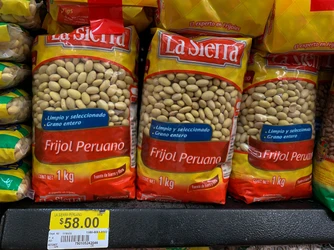 La Sierra
Limpio y seleccionado
Grano entero
Frijol Peruano
1 kg
La Sierra
Limpio y seleccionado
Grano entero
Frijol Peruano
1 kg
La Sierra
Limpio y seleccionado
Grano entero
Frijol Peruano
1 kg
$58.00